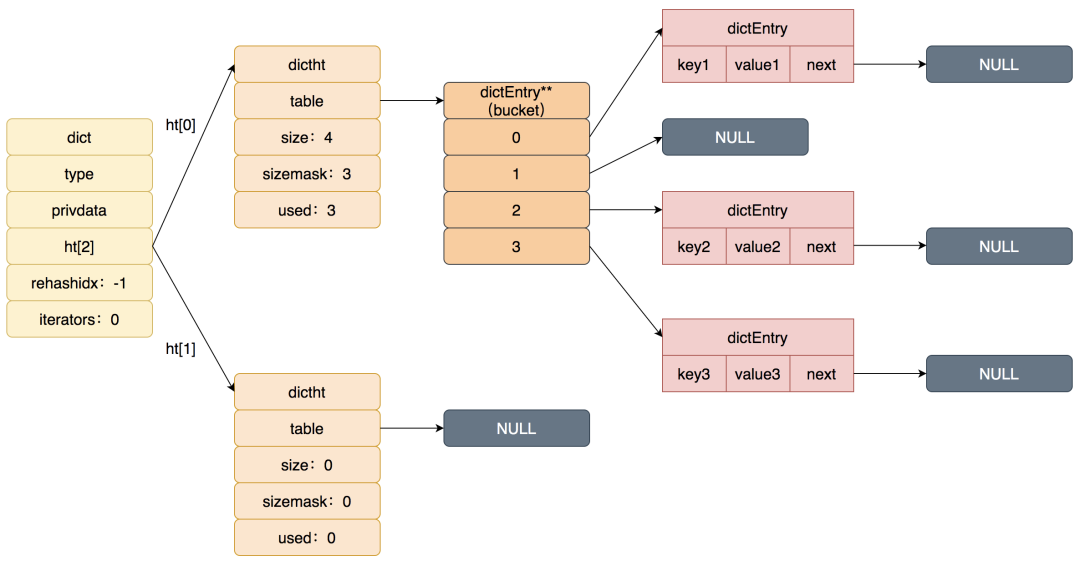 dict
type
privdata
ht[2]
rehashidx：-1
iterators：0
ht[0]
ht[1]
dictht
table
size：4
sizemask：3
used：3
dictht
table
size：0
sizemask：0
used：0
dictEntry**
（bucket）
0
1
2
3
NULL
dictEntry
key1 value1 next
NULL
NULL
dictEntry
key2 value2 next
NULL
dictEntry
key3 value3 next
NULL